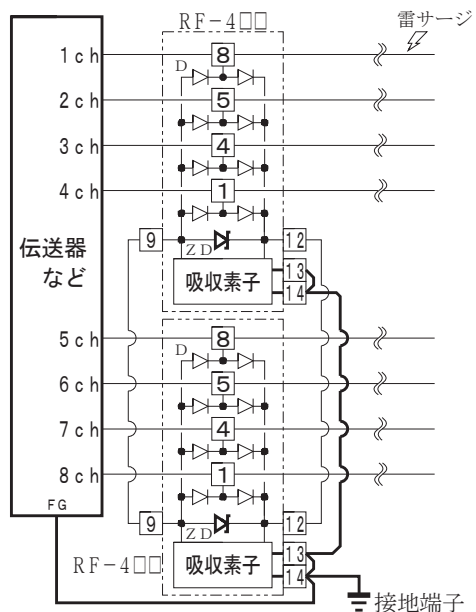 RF-4□□
雷サージ
1ch
8
D
2ch
5
3ch
4
4ch
1
9
ZD
12
伝送器
など
吸収素子
13
14
5ch
8
D
6ch
5
7ch
4
8ch
1
FG
9
ZD
12
RF-4□□
吸収素子
13
14
接地端子